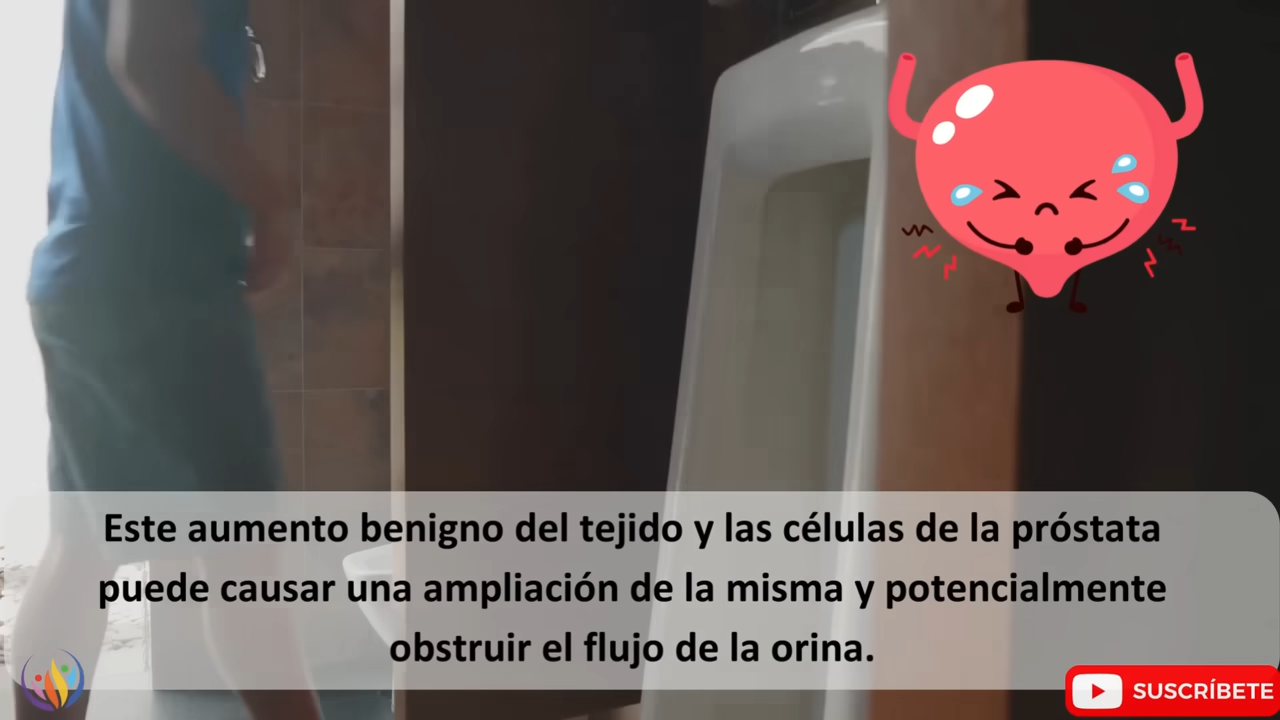 Este aumento benigno del tejido y las células de la próstata
puede causar una ampliación de la misma y potencialmente
obstruir el flujo de la orina.
SUSCRÍBETE